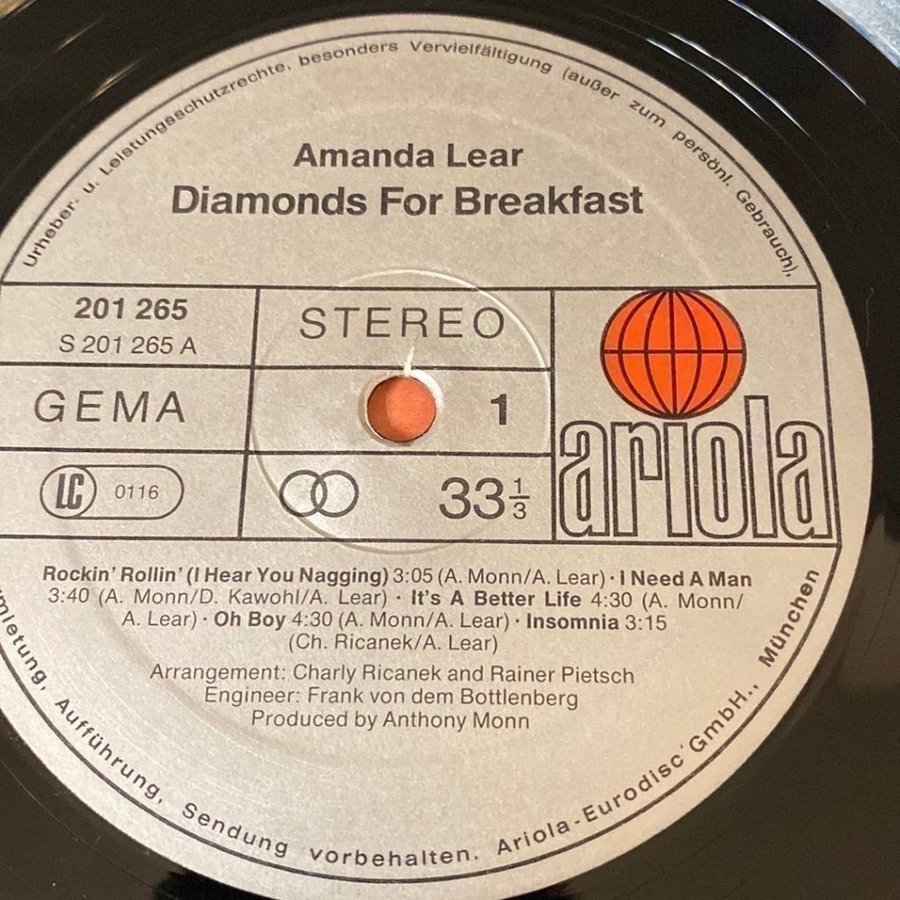 Urheber- u. Leistungsschutzrechte, besonders Vervielfältigung (außer zum persönl. Gebrauch),
Amanda Lear
Diamonds For Breakfast
201 265
S 201 265 A
STEREO
GEMA
1
LC 0116
33 1/3
ariola
Rockin' Rollin' (I Hear You Nagging) 3:05 (A. Monn/A. Lear) · I Need A Man
3:40 (A. Monn/D. Kawohl/A. Lear) · It's A Better Life 4:30 (A. Monn/
A. Lear) · Oh Boy 4:30 (A. Monn/A. Lear) · Insomnia 3:15
(Ch. Ricanek/A. Lear)
Arrangement: Charly Ricanek and Rainer Pietsch
Engineer: Frank von dem Bottlenberg
Produced by Anthony Monn
Aufführung, Sendung vorbehalten. Ariola-Eurodisc GmbH., München